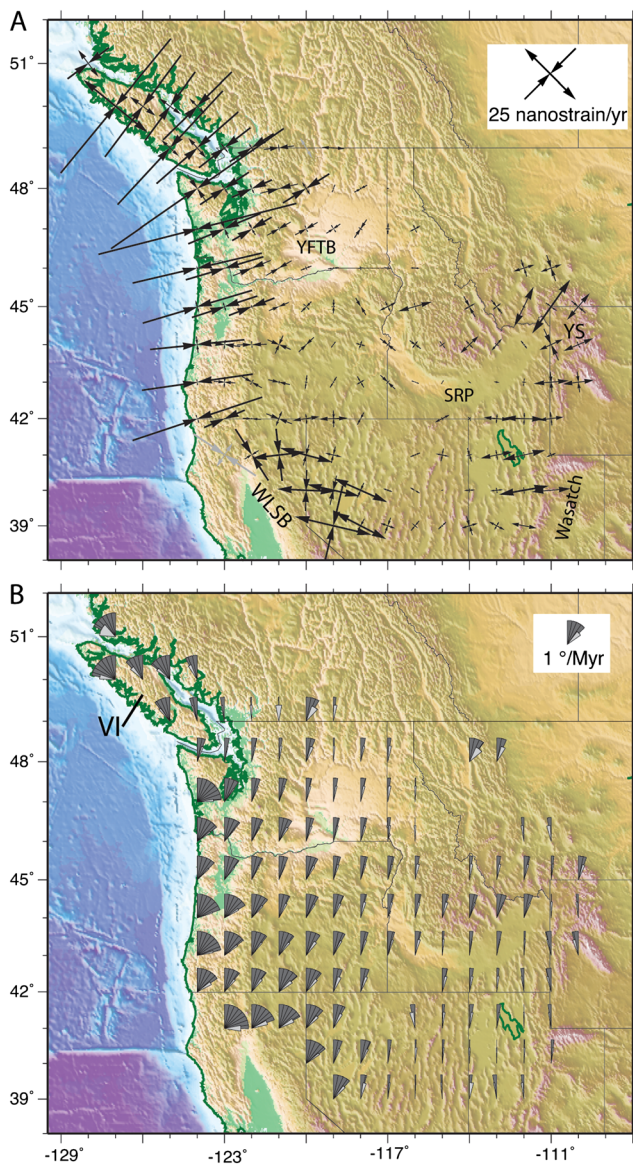 A
51°
48°
45°
42°
39°
25 nanostrain/yr
YFTB
YS
SRP
WLSB
Wasatch
B
51°
48°
45°
42°
39°
1 °/Myr
VI
-129°
-123°
-117°
-111°